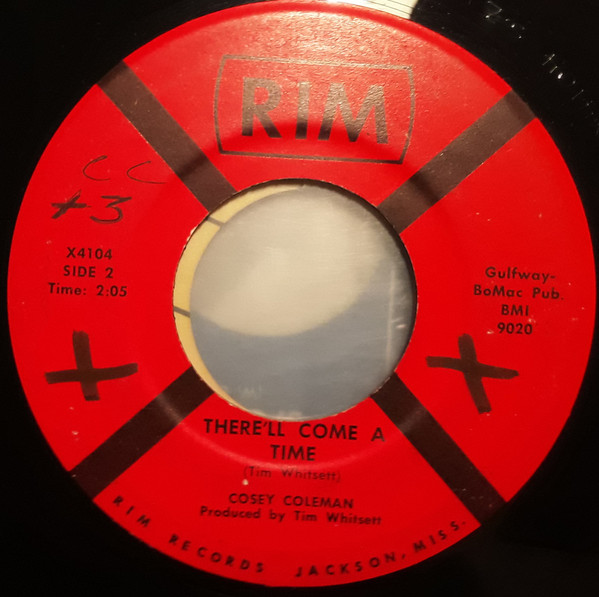 RIM
CC
+3
X4104
SIDE 2
Time: 2:05
Gulfway-
BoMac Pub.
BMI
9020
THERE'LL COME A
TIME
(Tim Whitsett)
COSEY COLEMAN
Produced by Tim Whitsett
RIM RECORDS JACKSON, MISS.